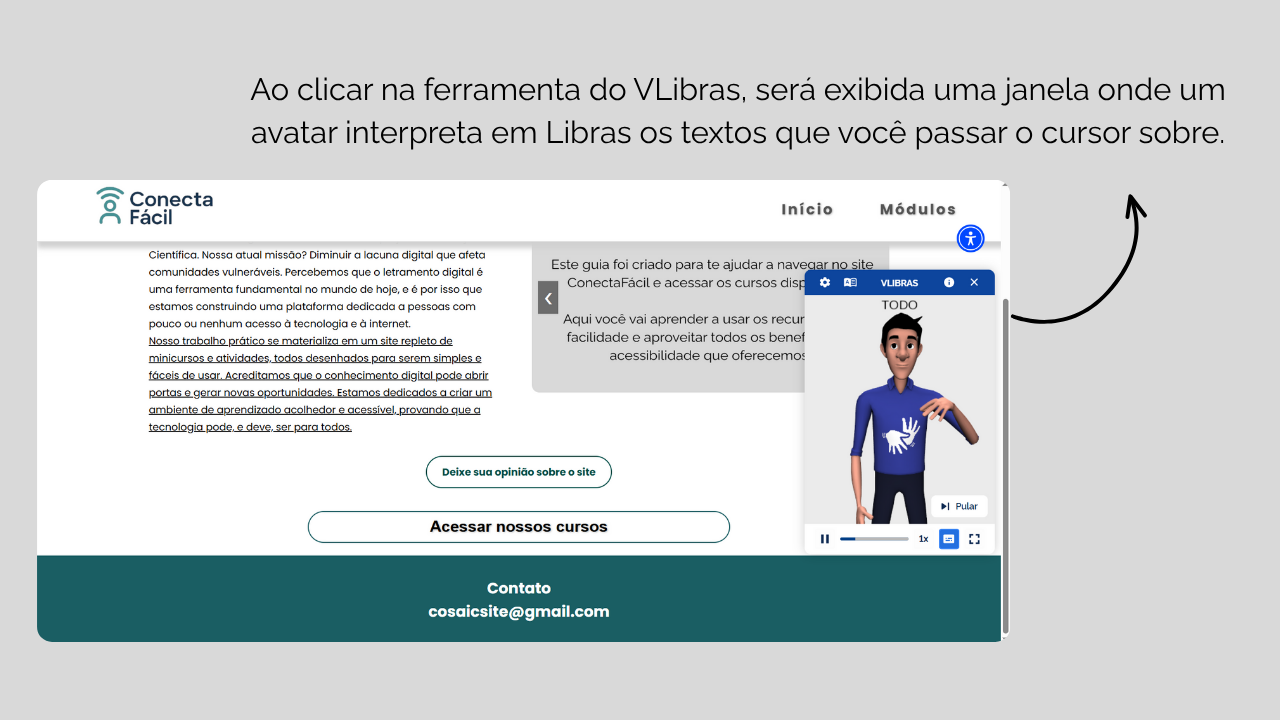 Ao clicar na ferramenta do VLibras, será exibida uma janela onde um
avatar interpreta em Libras os textos que você passar o cursor sobre.
Conecta
Fácil
Início
Módulos
Científica. Nossa atual missão? Diminuir a lacuna digital que afeta
comunidades vulneráveis. Percebemos que o letramento digital é
uma ferramenta fundamental no mundo de hoje, e é por isso que
estamos construindo uma plataforma dedicada a pessoas com
pouco ou nenhum acesso à tecnologia e à internet.
Nosso trabalho prático se materializa em um site repleto de
minicursos e atividades, todos desenhados para serem simples e
fáceis de usar. Acreditamos que o conhecimento digital pode abrir
portas e gerar novas oportunidades. Estamos dedicados a criar um
ambiente de aprendizado acolhedor e acessível, provando que a
tecnologia pode, e deve, ser para todos.
Este guia foi criado para te ajudar a navegar no site
ConectaFácil e acessar os cursos disp
Aqui você vai aprender a usar os recur
facilidade e aproveitar todos os benef
acessibilidade que oferecemos
VLIBRAS
TODO
Pular
1x
Deixe sua opinião sobre o site
Acessar nossos cursos
Contato
cosaicsite@gmail.com